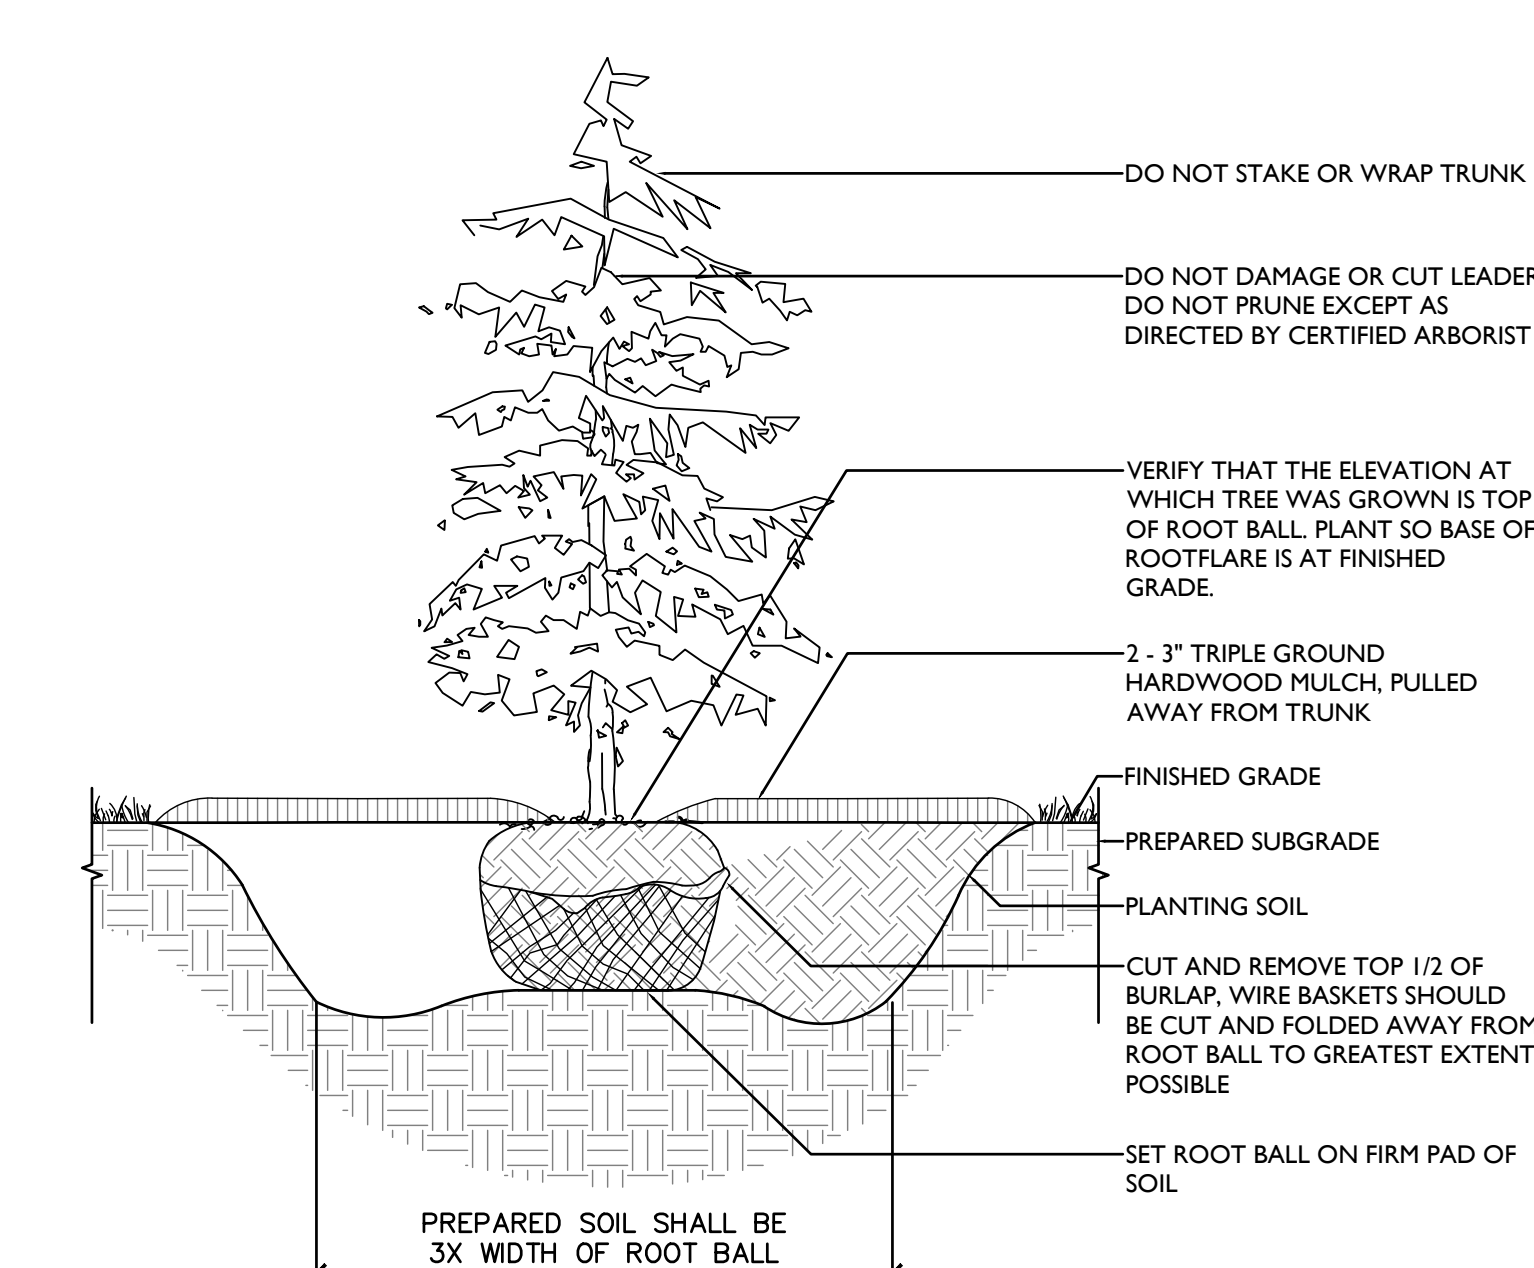 DO NOT STAKE OR WRAP TRUNK
DO NOT DAMAGE OR CUT LEADER
DO NOT PRUNE EXCEPT AS
DIRECTED BY CERTIFIED ARBORIST
VERIFY THAT THE ELEVATION AT
WHICH TREE WAS GROWN IS TOP
OF ROOT BALL. PLANT SO BASE OF
ROOTFLARE IS AT FINISHED
GRADE.
2 - 3" TRIPLE GROUND
HARDWOOD MULCH, PULLED
AWAY FROM TRUNK
FINISHED GRADE
PREPARED SUBGRADE
PLANTING SOIL
CUT AND REMOVE TOP 1/2 OF
BURLAP, WIRE BASKETS SHOULD
BE CUT AND FOLDED AWAY FROM
ROOT BALL TO GREATEST EXTENT
POSSIBLE
SET ROOT BALL ON FIRM PAD OF
SOIL
PREPARED SOIL SHALL BE
3X WIDTH OF ROOT BALL